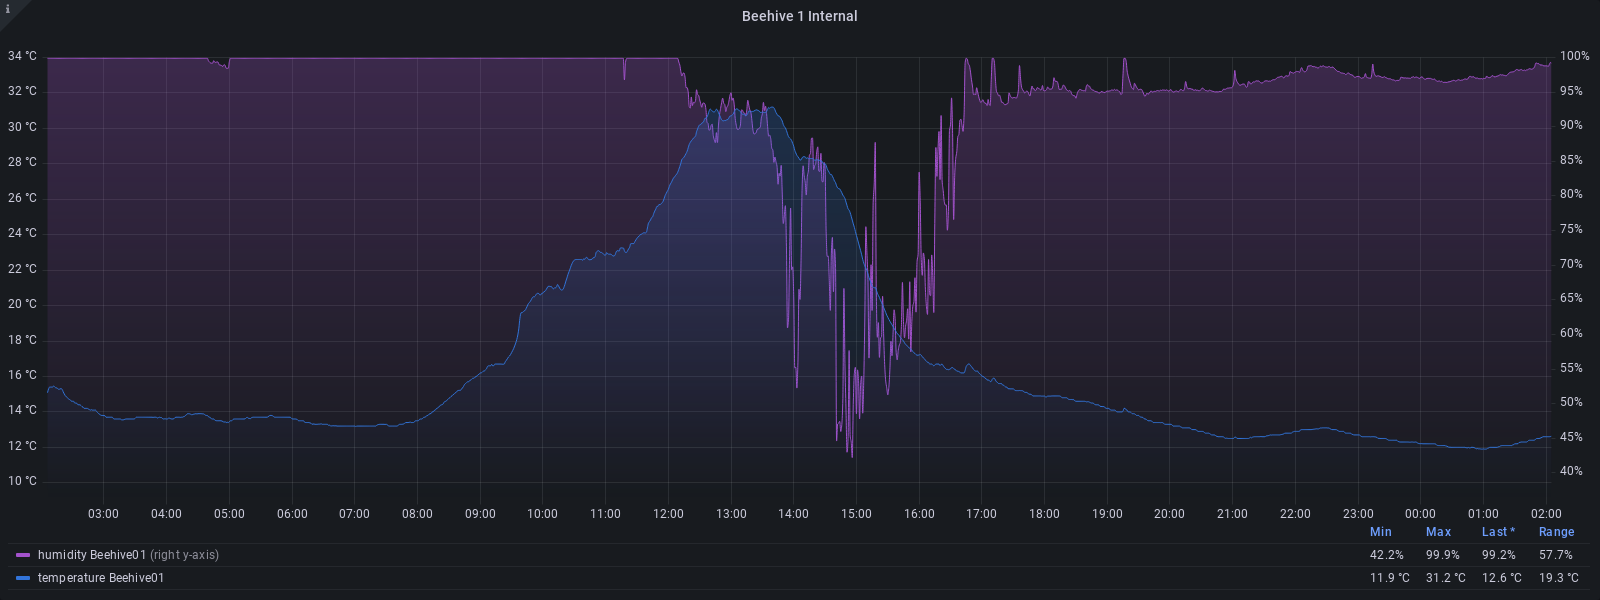 i
Beehive 1 Internal
34 °C 100%
32 °C 95%
30 °C 90%
28 °C 85%
26 °C 80%
24 °C 75%
22 °C 70%
20 °C 65%
18 °C 60%
16 °C 55%
14 °C 50%
12 °C 45%
10 °C 40%
03:00 04:00 05:00 06:00 07:00 08:00 09:00 10:00 11:00 12:00 13:00 14:00 15:00 16:00 17:00 18:00 19:00 20:00 21:00 22:00 23:00 00:00 01:00 02:00
Min Max Last * Range
humidity Beehive01 (right y-axis) 42.2% 99.9% 99.2% 57.7%
temperature Beehive01 11.9 °C 31.2 °C 12.6 °C 19.3 °C